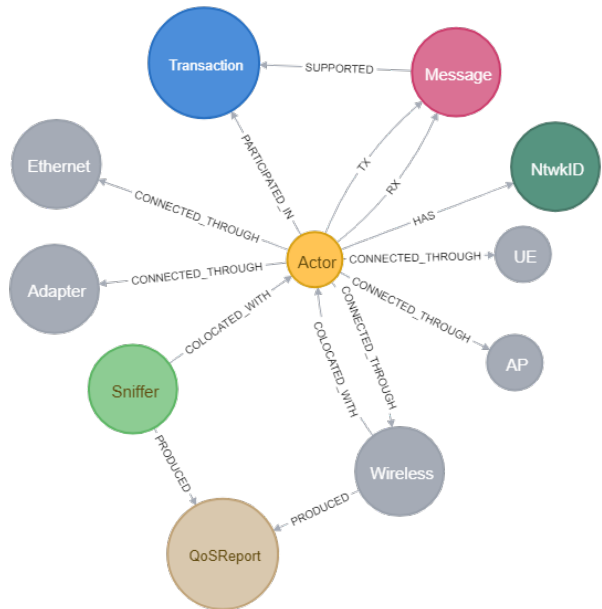 Transaction
SUPPORTED
Message
PARTICIPATED_IN
TX
RX
Ethernet
NtwkID
CONNECTED_THROUGH
HAS
Actor
CONNECTED_THROUGH
UE
Adapter
CONNECTED_THROUGH
CONNECTED_THROUGH
AP
COLOCATED_WITH
COLOCATED_WITH
CONNECTED_THROUGH
Sniffer
Wireless
PRODUCED
PRODUCED
QoSReport